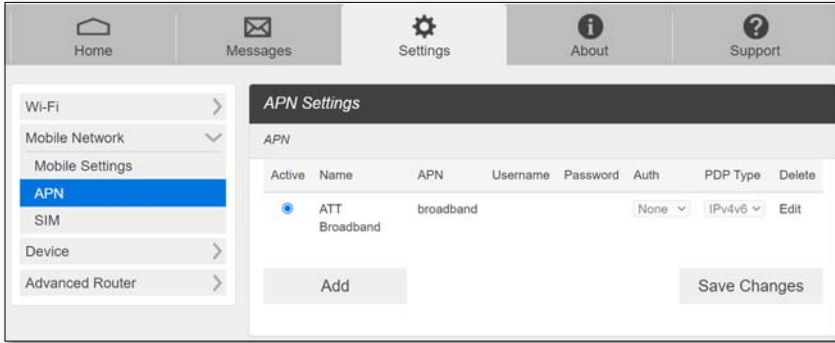 Home
Messages
Settings
About
Support
Wi-Fi
Mobile Network
Mobile Settings
APN
SIM
Device
Advanced Router
APN Settings
APN
Active Name APN Username Password Auth PDP Type Delete
ATT broadband None IPv4v6 Edit
Broadband
Add
Save Changes